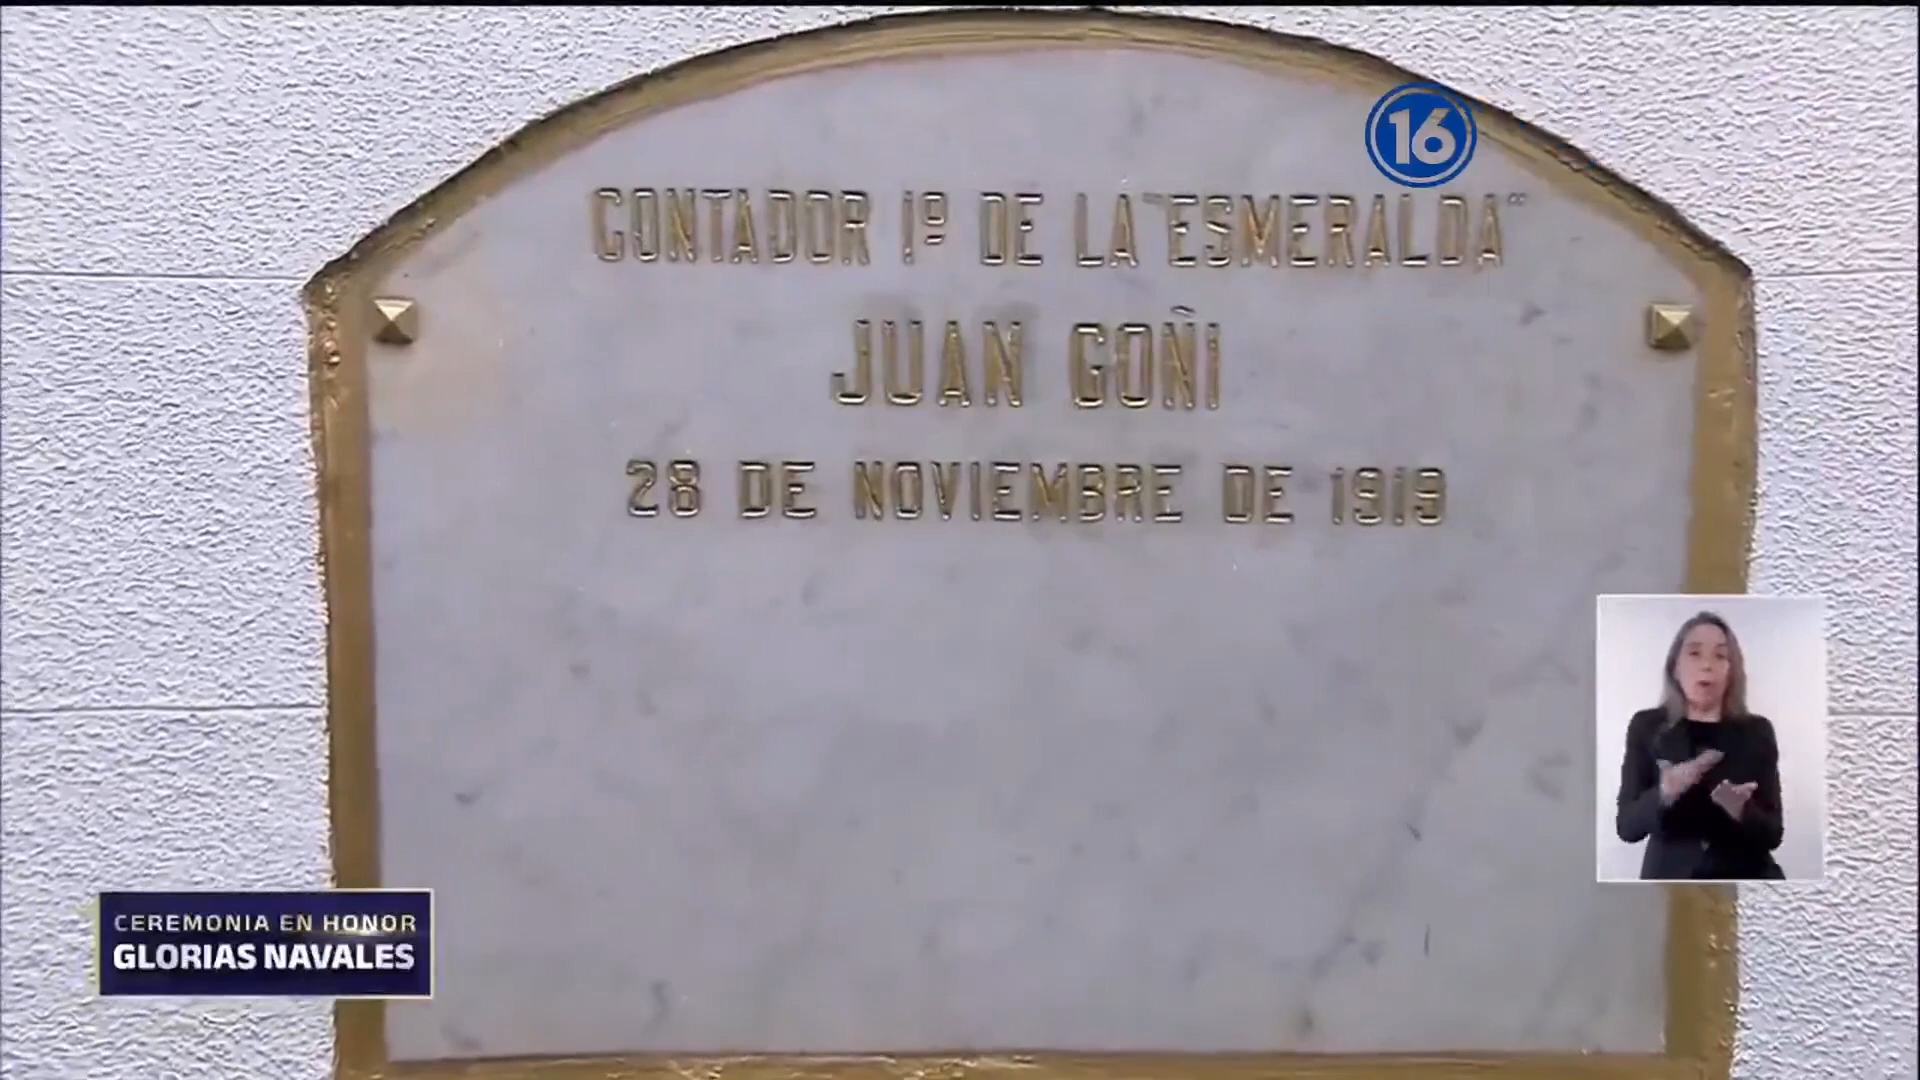 16
CONTADOR 1º DE LA "ESMERALDA"
JUAN GOÑI
28 DE NOVIEMBRE DE 1919
CEREMONIA EN HONOR
GLORIAS NAVALES